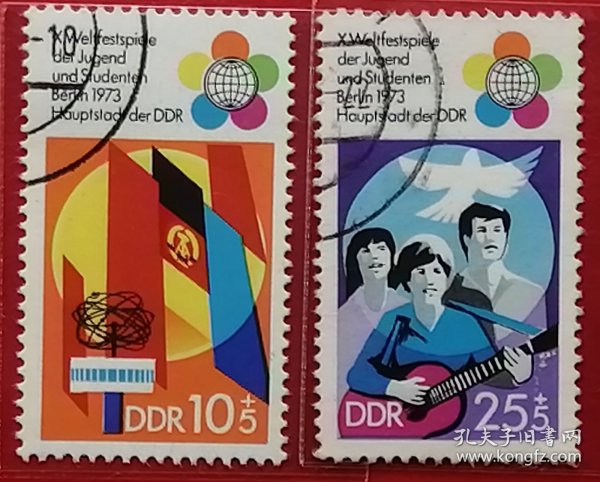 -10
X.Weltfestspiele
der Jugend
und Studenten
Berlin 1973
Hauptstadt der DDR
DDR 10+5
X.Weltfestspiele
der Jugend
und Studenten
Berlin 1973
Hauptstadt der DDR
DDR 25+5
孔夫子旧书网
www.kongfz.com